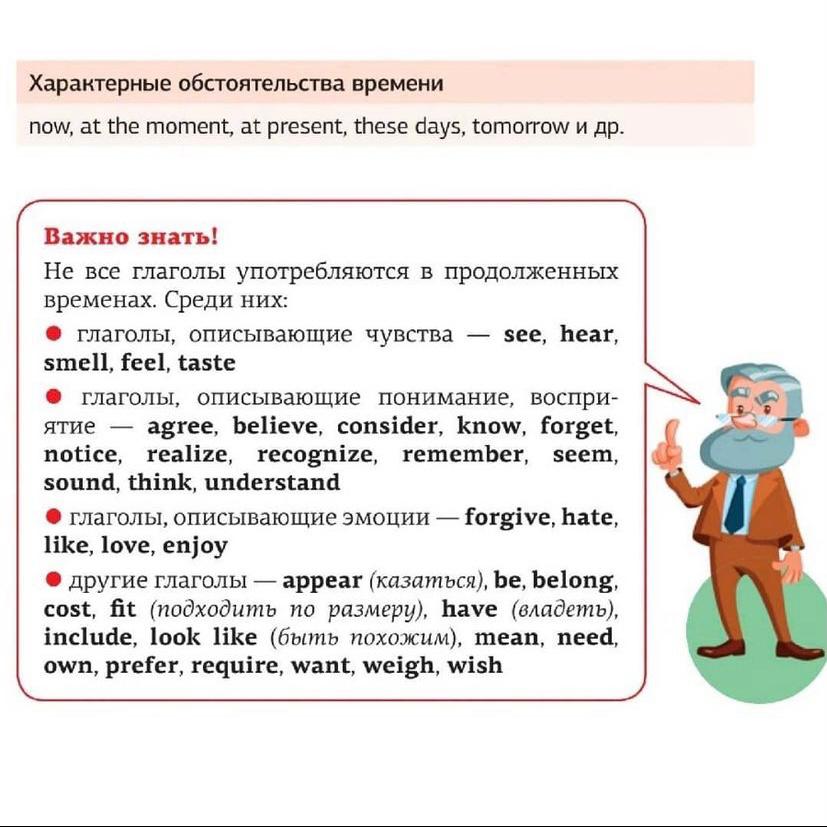 Характерные обстоятельства времени
now, at the moment, at present, these days, tomorrow и др.
Важно знать!
Не все глаголы употребляются в продолженных
временах. Среди них:
● глаголы, описывающие чувства — see, hear,
smell, feel, taste
● глаголы, описывающие понимание, воспри-
ятие — agree, believe, consider, know, forget,
notice, realize, recognize, remember, seem,
sound, think, understand
● глаголы, описывающие эмоции — forgive, hate,
like, love, enjoy
● другие глаголы — appear (казаться), be, belong,
cost, fit (подходить по размеру), have (владеть),
include, look like (быть похожим), mean, need,
own, prefer, require, want, weigh, wish